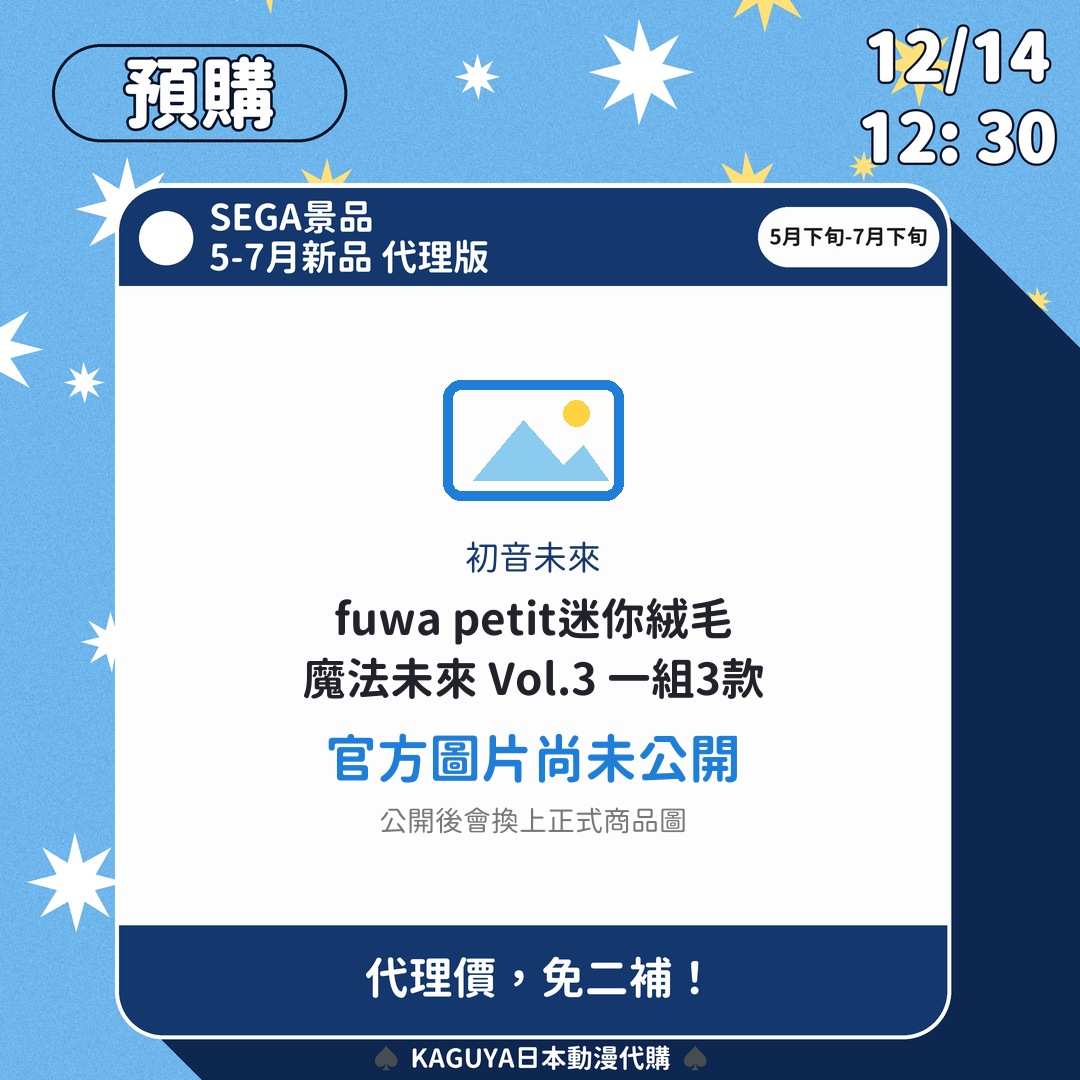 預購
12/14
12: 30
SEGA景品
5-7月新品 代理版
5月下旬-7月下旬
初音未來
fuwa petit迷你絨毛
魔法未來 Vol.3 一組3款
官方圖片尚未公開
公開後會換上正式商品圖
代理價，免二補！
♠ KAGUYA日本動漫代購 ♠